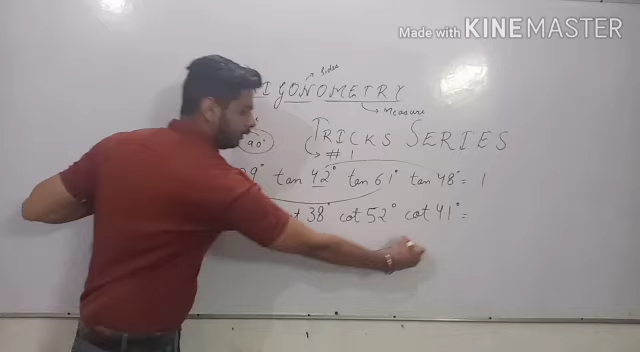 Made with KINEMASTER
Sides
IGONOMETRY
Measure
90°
TRICKS SERIES
#1
9° tan 42° tan 61° tan 48° = 1
t 38° cot 52° cot 41° =